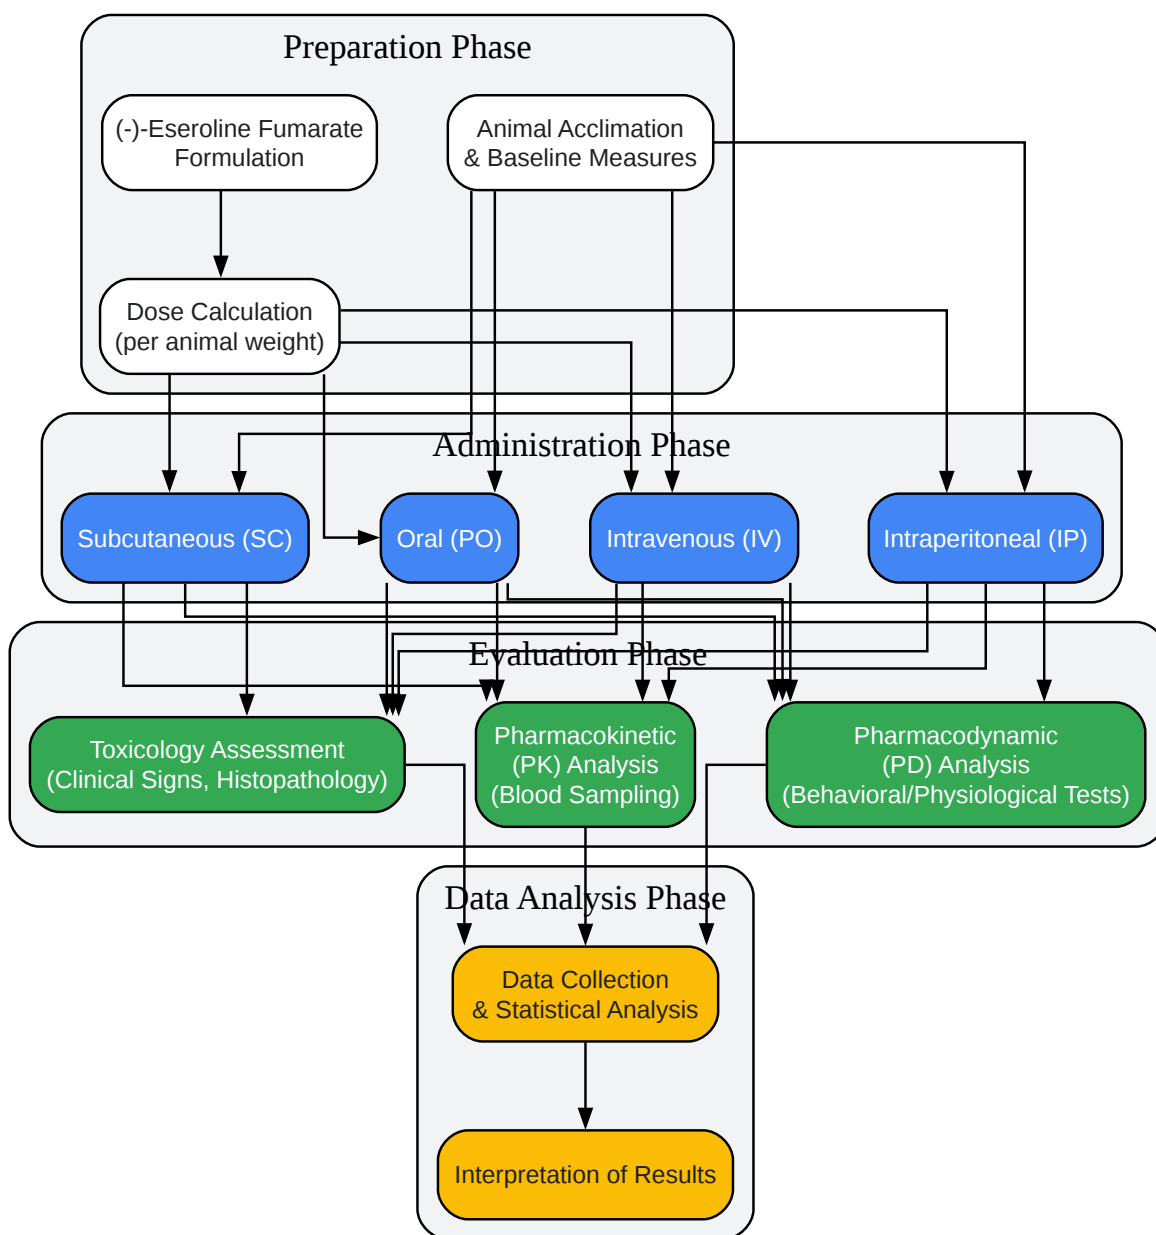 Preparation Phase
(-)-Eseroline Fumarate
Formulation
Animal Acclimation
& Baseline Measures
Dose Calculation
(per animal weight)
Administration Phase
Subcutaneous (SC)
Oral (PO)
Intravenous (IV)
Intraperitoneal (IP)
Evaluation Phase
Toxicology Assessment
(Clinical Signs, Histopathology)
Pharmacokinetic
(PK) Analysis
(Blood Sampling)
Pharmacodynamic
(PD) Analysis
(Behavioral/Physiological Tests)
Data Analysis Phase
Data Collection
& Statistical Analysis
Interpretation of Results